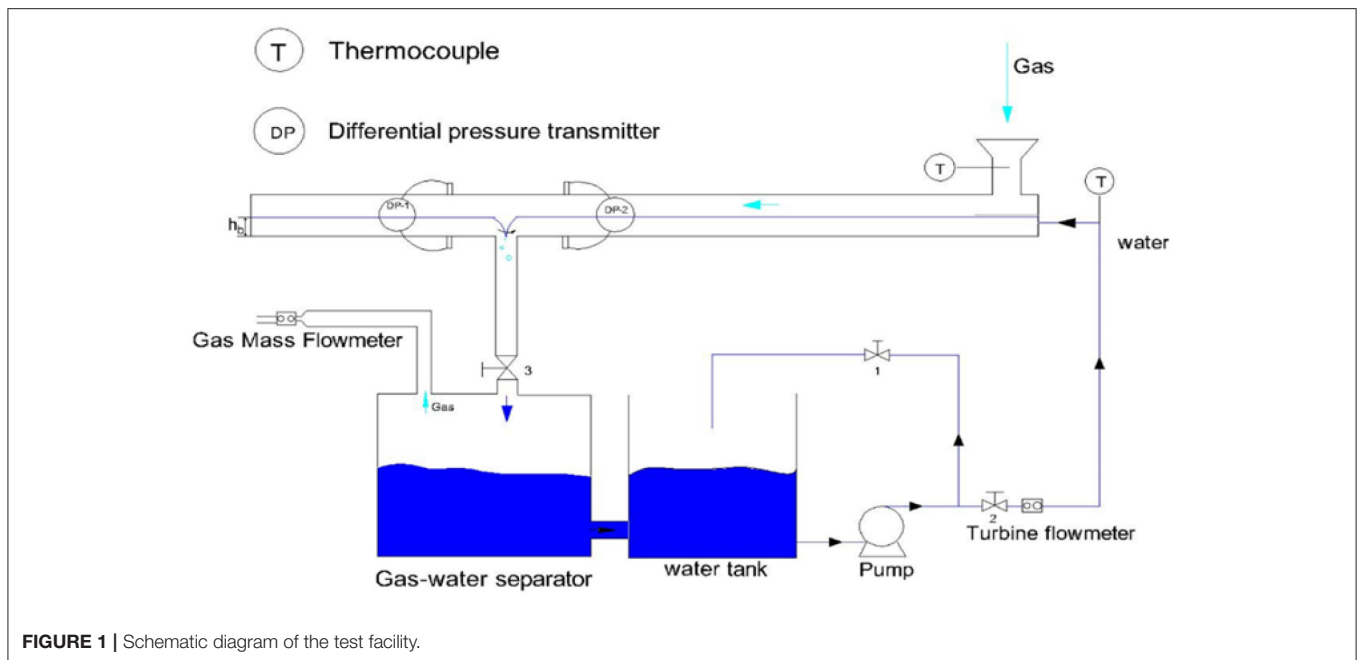 T Thermocouple
Gas
DP Differential pressure transmitter
T
T
DP-1
DP-2
hb
water
Gas Mass Flowmeter
3
1
Gas
2
Turbine flowmeter
Gas-water separator
water tank
Pump
FIGURE 1 | Schematic diagram of the test facility.